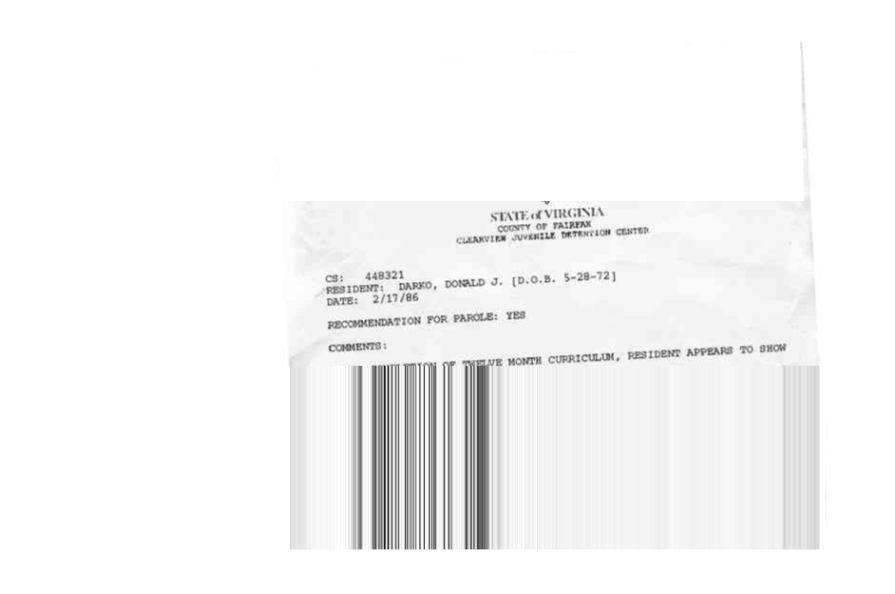 STATE of VIRGINIA
COUNTY OF FAIRFAX
CLEARVIEW JUVENILE DETENTION CENTER
CS: 448321
RESIDENT: DARKO, DONALD J. [D.O.B. 5-28-72]
DATE: 2/17/86
RECOMMENDATION FOR PAROLE: YES
COMMENTS:
OF TWELVE MONTH CURRICULUM, RESIDENT APPEARS TO SHOW